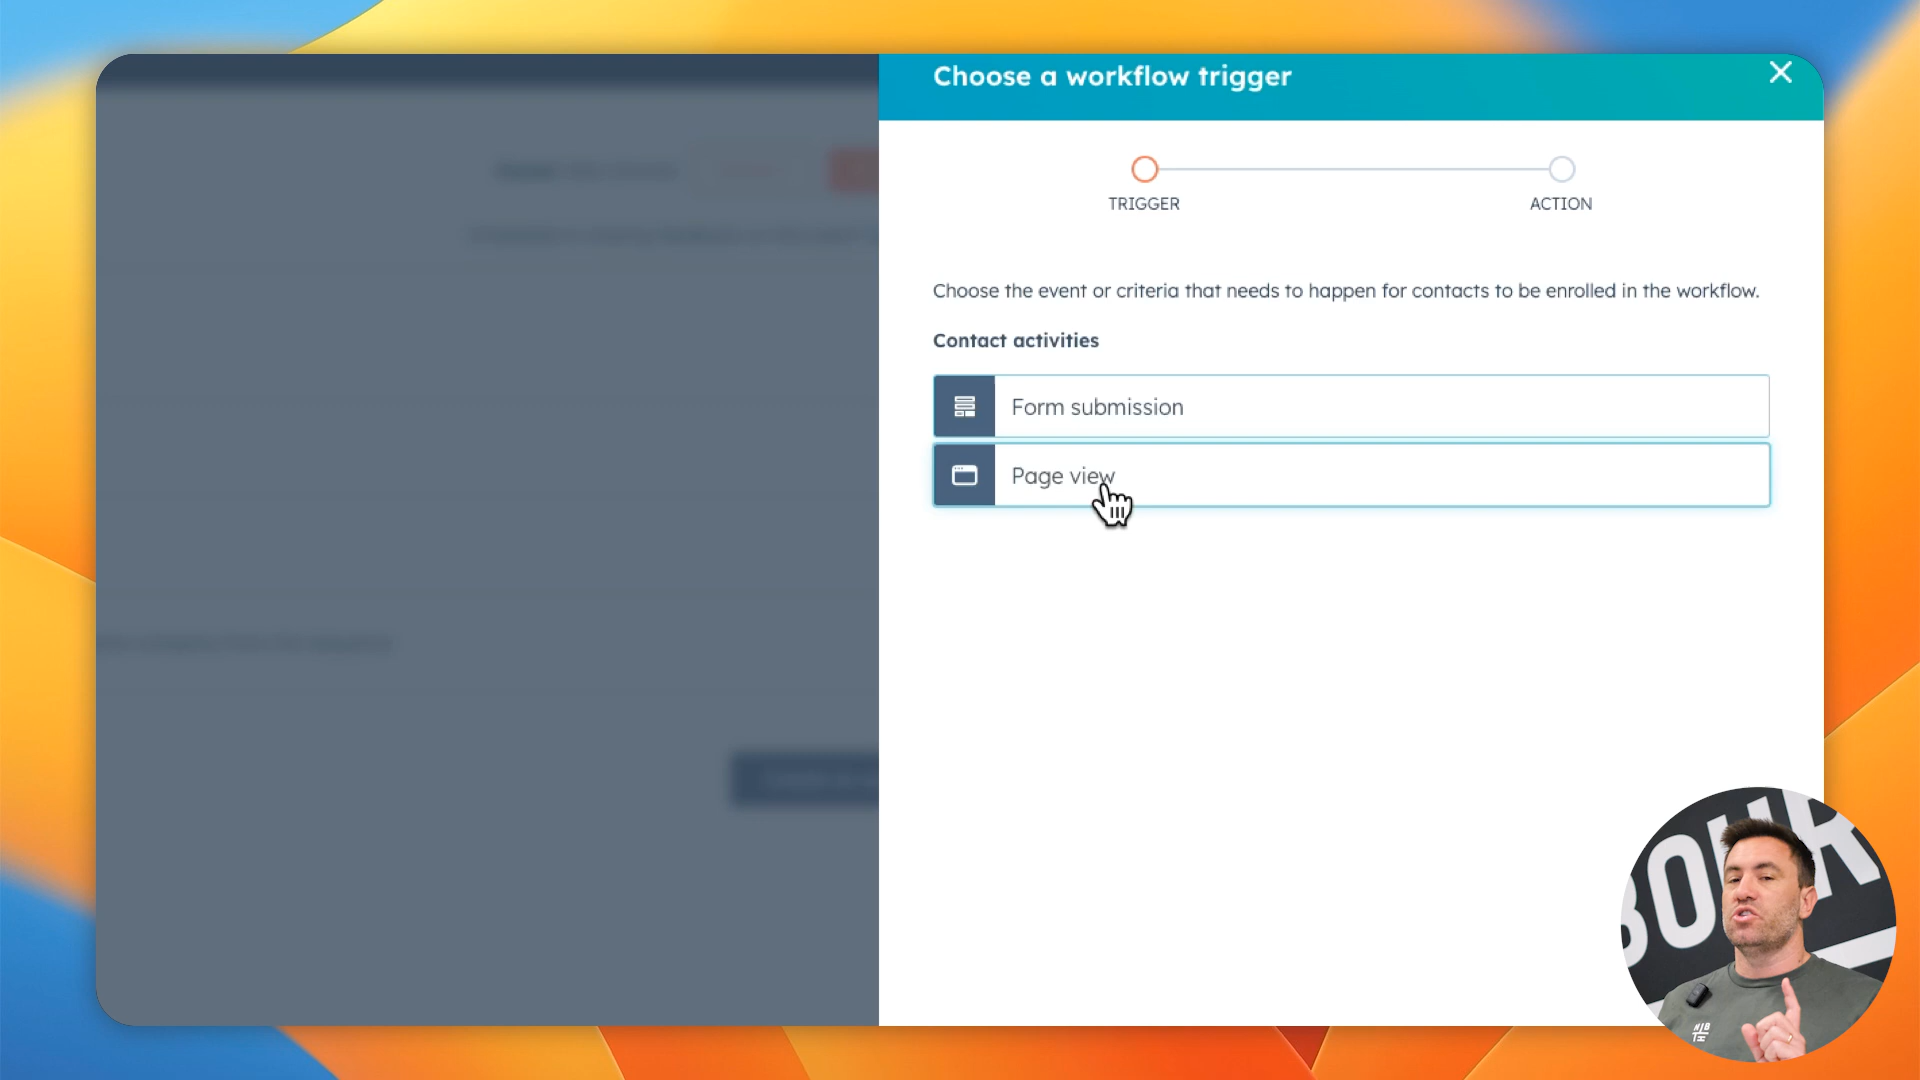 Choose a workflow trigger
TRIGGER
ACTION
Choose the event or criteria that needs to happen for contacts to be enrolled in the workflow.
Contact activities
Form submission
Page view